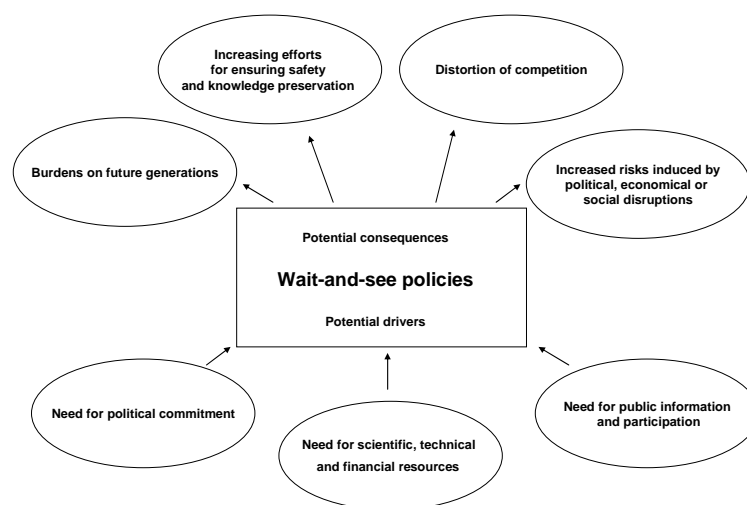 Increasing efforts
for ensuring safety
and knowledge preservation
Distortion of competition
Burdens on future generations
Increased risks induced by
political, economical or
social disruptions
Potential consequences
Wait-and-see policies
Potential drivers
Need for political commitment
Need for scientific, technical
and financial resources
Need for public information
and participation